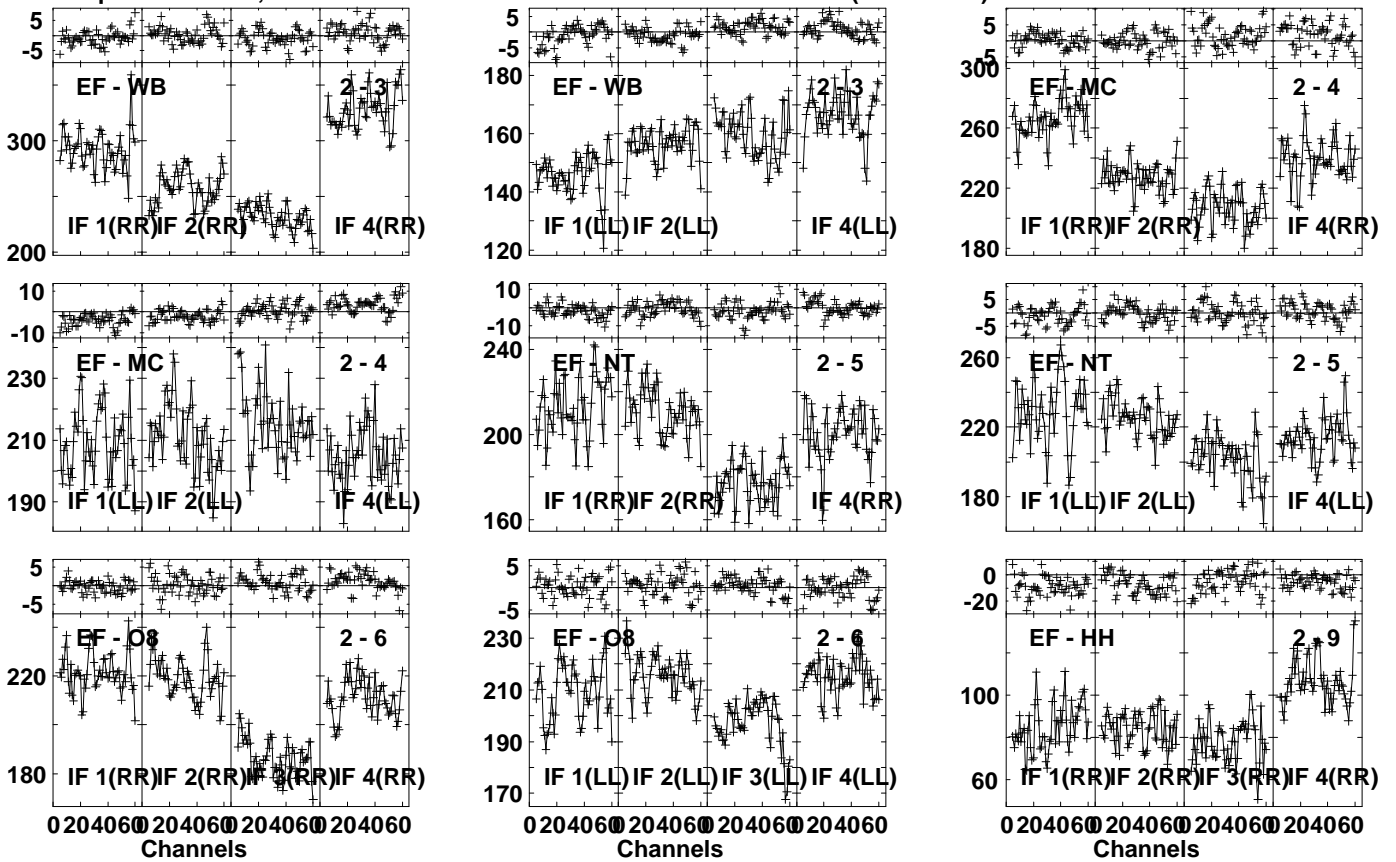 5 5 5
-5 -5 -5
EF - WB 2 - 3 180 EF - WB 2 - 3 300 EF - MC 2 - 4
300 160 260
140 220
IF 1(RR) IF 2(RR) IF 4(RR) IF 1(LL) IF 2(LL) IF 4(LL) IF 1(RR) IF 2(RR) IF 4(RR)
200 120 180
10 10 5
-10 -10 -5
EF - MC 2 - 4 240 EF - NT 2 - 5 260 EF - NT 2 - 5
230
210 200 220
190 IF 1(LL) IF 2(LL) IF 4(LL) IF 1(RR) IF 2(RR) IF 4(RR) 180 IF 1(LL) IF 2(LL) IF 4(LL)
160
5 5 0
-5 -5 -20
EF - O8 2 - 6 230 EF - O8 2 - 6 EF - HH 2 - 9
220 210 100
190
180 IF 1(RR) IF 2(RR) IF 3(RR) IF 4(RR) 170 IF 1(LL) IF 2(LL) IF 3(LL) IF 4(LL) 60 IF 1(RR) IF 2(RR) IF 3(RR) IF 4(RR)
0 20 40 60 0 20 40 60 0 20 40 60 0 20 40 60 0 20 40 60 0 20 40 60 0 20 40 60 0 20 40 60 0 20 40 60 0 20 40 60 0 20 40 60 0 20 40 60
Channels Channels Channels